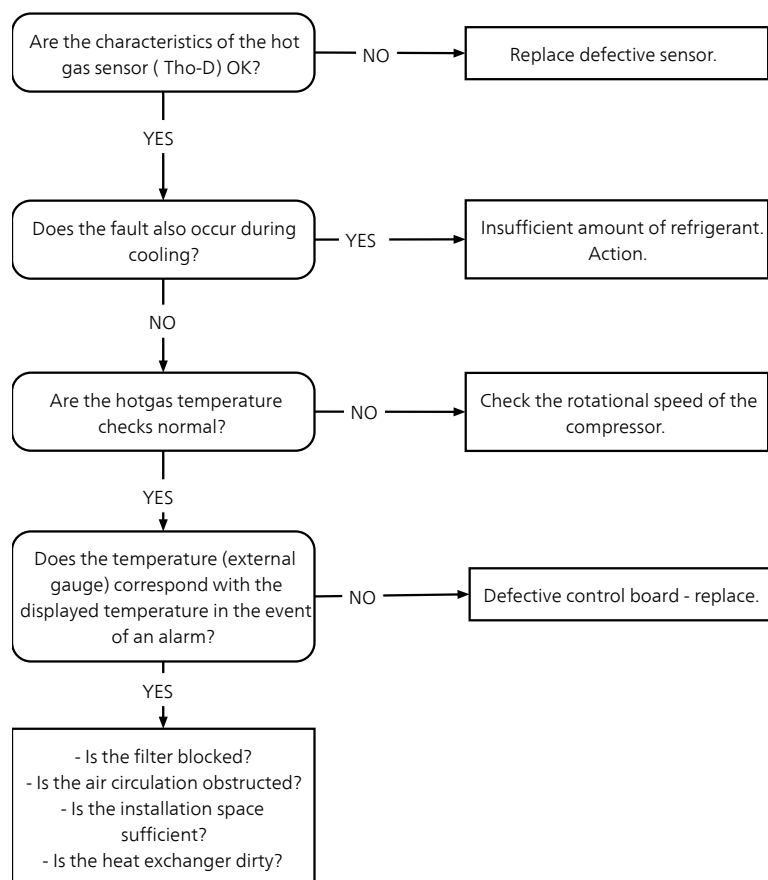 Are the characteristics of the hot
gas sensor ( Tho-D) OK?
NO
Replace defective sensor.
YES
Does the fault also occur during
cooling?
YES
Insufficient amount of refrigerant.
Action.
NO
Are the hotgas temperature
checks normal?
NO
Check the rotational speed of the
compressor.
YES
Does the temperature (external
gauge) correspond with the
displayed temperature in the event
of an alarm?
NO
Defective control board - replace.
YES
- Is the filter blocked?
- Is the air circulation obstructed?
- Is the installation space
sufficient?
- Is the heat exchanger dirty?